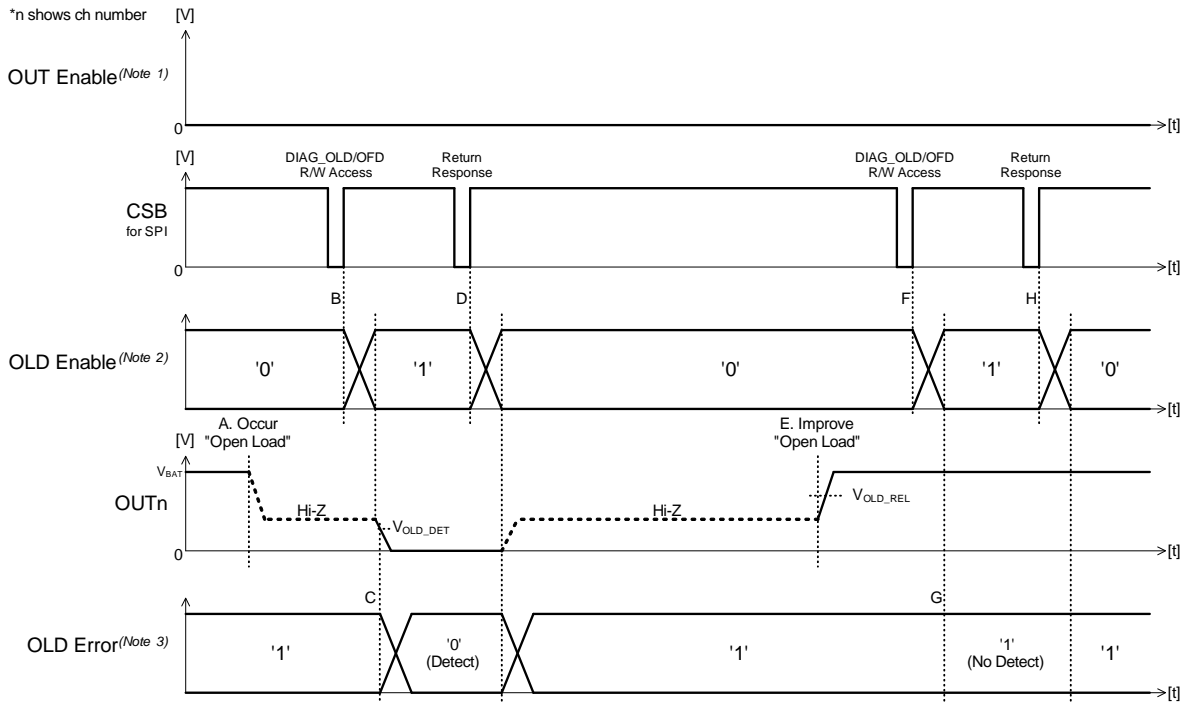 *n shows ch number
[V]
OUT Enable(Note 1)
0
[t]
[V]
DIAG_OLD/OFD
R/W Access
Return
Response
DIAG_OLD/OFD
R/W Access
Return
Response
CSB
for SPI
0
[t]
B
D
F
H
OLD Enable(Note 2)
'0'
'1'
'0'
'1'
'0'
[t]
A. Occur
"Open Load"
E. Improve
"Open Load"
[V]
VBAT
OUTn
Hi-Z
VOLD_DET
Hi-Z
VOLD_REL
0
[t]
C
G
OLD Error(Note 3)
'1'
'0'
(Detect)
'1'
'1'
(No Detect)
'1'
[t]